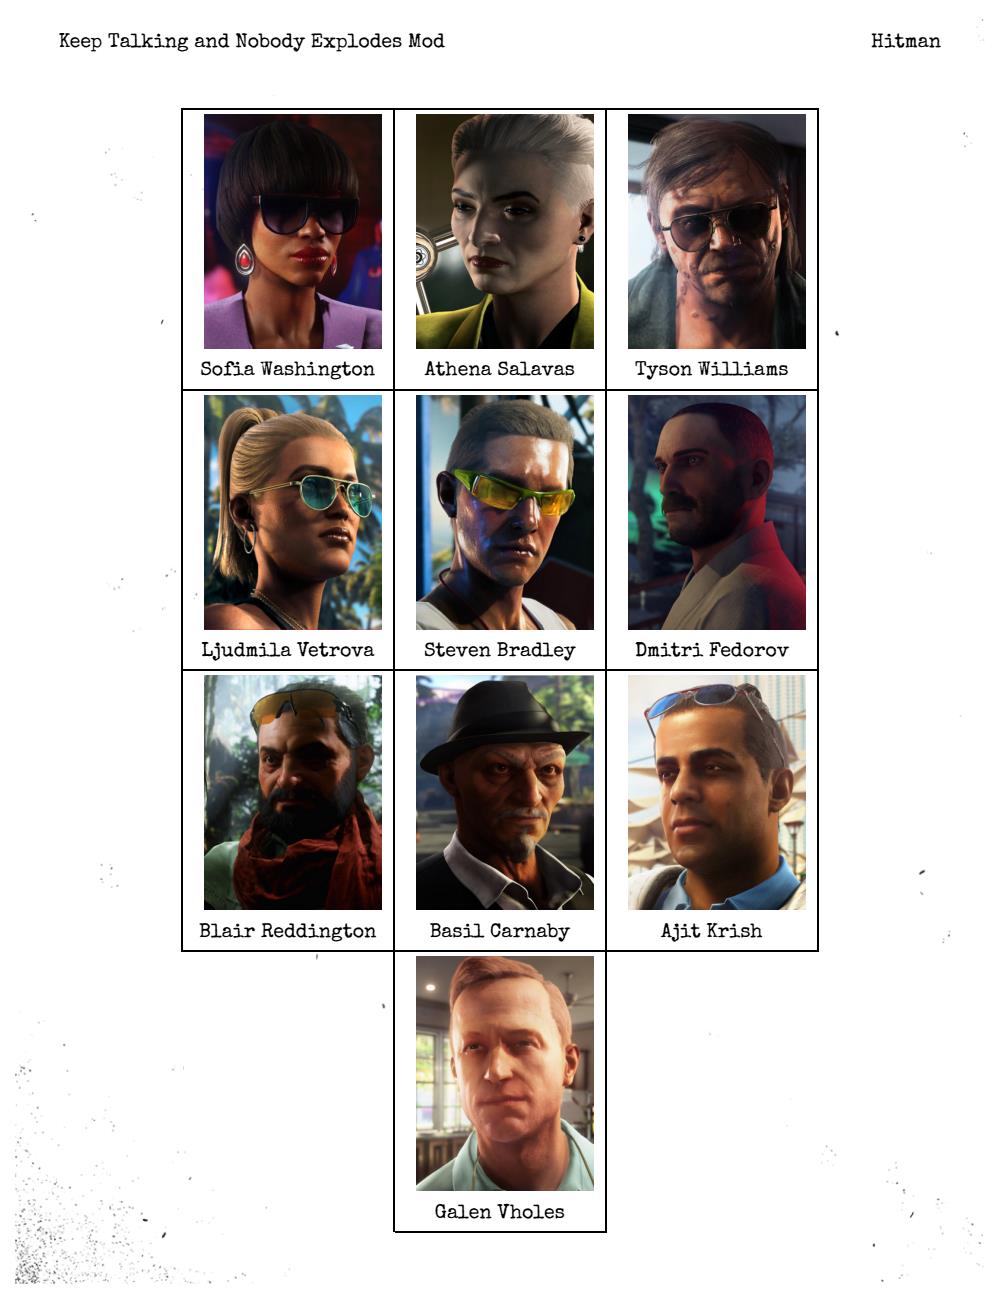 Keep Talking and Nobody Explodes Mod
Hitman
Sofia Washington
Athena Salavas
Tyson Williams
Ljudmila Vetrova
Steven Bradley
Dmitri Fedorov
Blair Reddington
Basil Carnaby
Ajit Krish
Galen Vholes